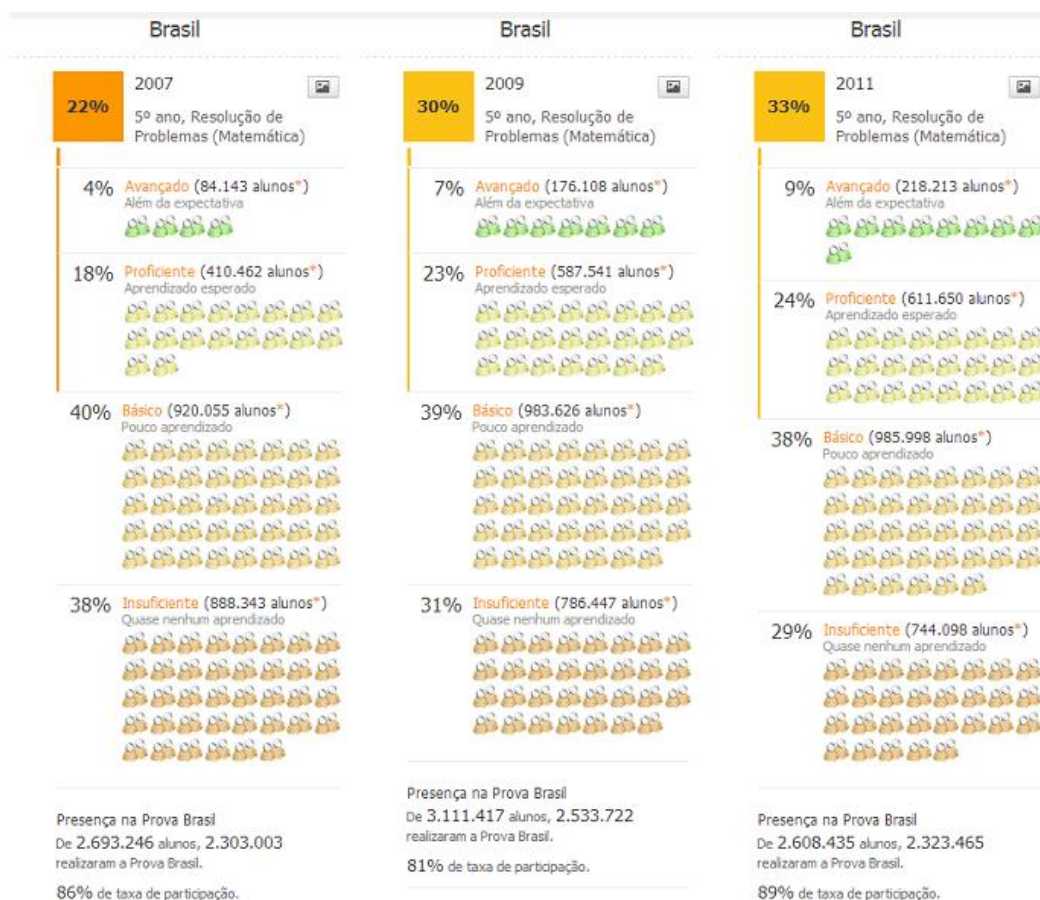 Brasil
22%
2007
5º ano, Resolução de
Problemas (Matemática)
4% Avançado (84.143 alunos*)
Além da expectativa
18% Proficiente (410.462 alunos*)
Aprendizado esperado
40% Básico (920.055 alunos*)
Pouco aprendizado
38% Insuficiente (888.343 alunos*)
Quase nenhum aprendizado
Presença na Prova Brasil
De 2.693.246 alunos, 2.303.003
realizaram a Prova Brasil.
86% de taxa de participação.
Brasil
30%
2009
5º ano, Resolução de
Problemas (Matemática)
7% Avançado (176.108 alunos*)
Além da expectativa
23% Proficiente (587.541 alunos*)
Aprendizado esperado
39% Básico (983.626 alunos*)
Pouco aprendizado
31% Insuficiente (786.447 alunos*)
Quase nenhum aprendizado
Presença na Prova Brasil
De 3.111.417 alunos, 2.533.722
realizaram a Prova Brasil.
81% de taxa de participação.
Brasil
33%
2011
5º ano, Resolução de
Problemas (Matemática)
9% Avançado (218.213 alunos*)
Além da expectativa
24% Proficiente (611.650 alunos*)
Aprendizado esperado
38% Básico (985.998 alunos*)
Pouco aprendizado
29% Insuficiente (744.098 alunos*)
Quase nenhum aprendizado
Presença na Prova Brasil
De 2.608.435 alunos, 2.323.465
realizaram a Prova Brasil.
89% de taxa de participação.